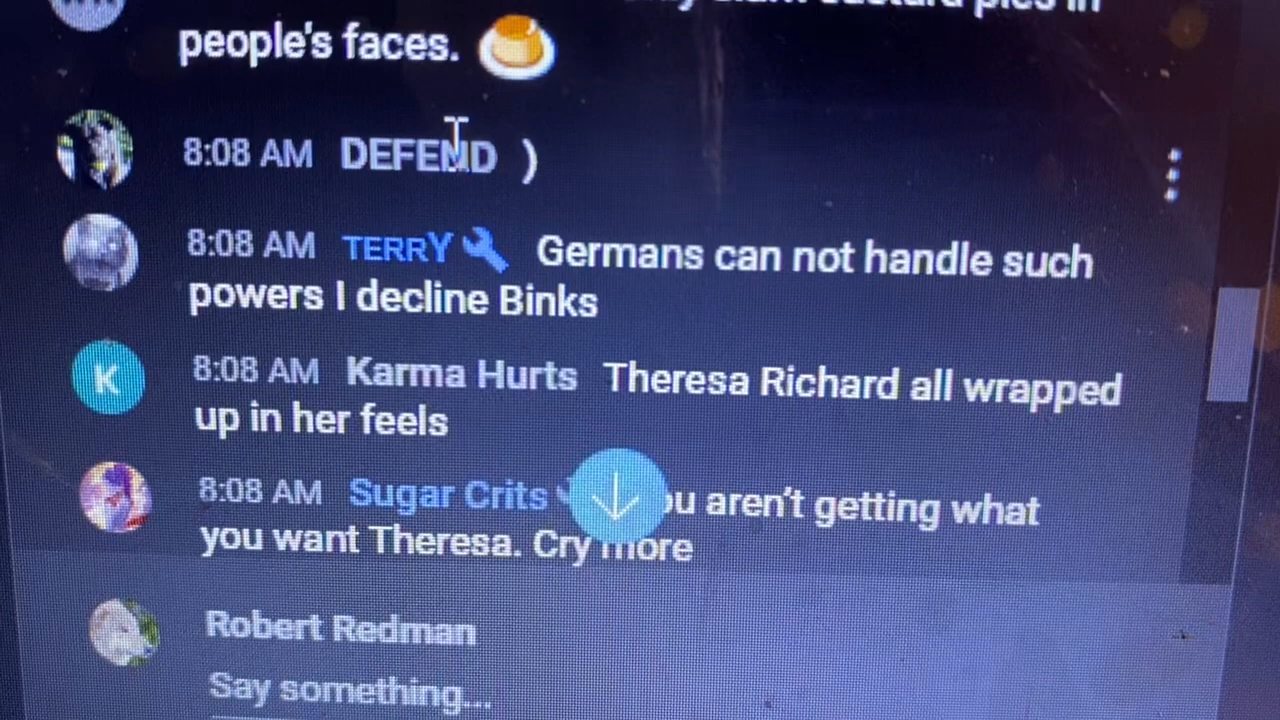 people's faces.
8:08 AM DEFEND )
8:08 AM TERRY Germans can not handle such
powers I decline Binks
K 8:08 AM Karma Hurts Theresa Richard all wrapped
up in her feels
8:08 AM Sugar Crits aren't getting what
you want Theresa. Cry more
Robert Redman
Say something...